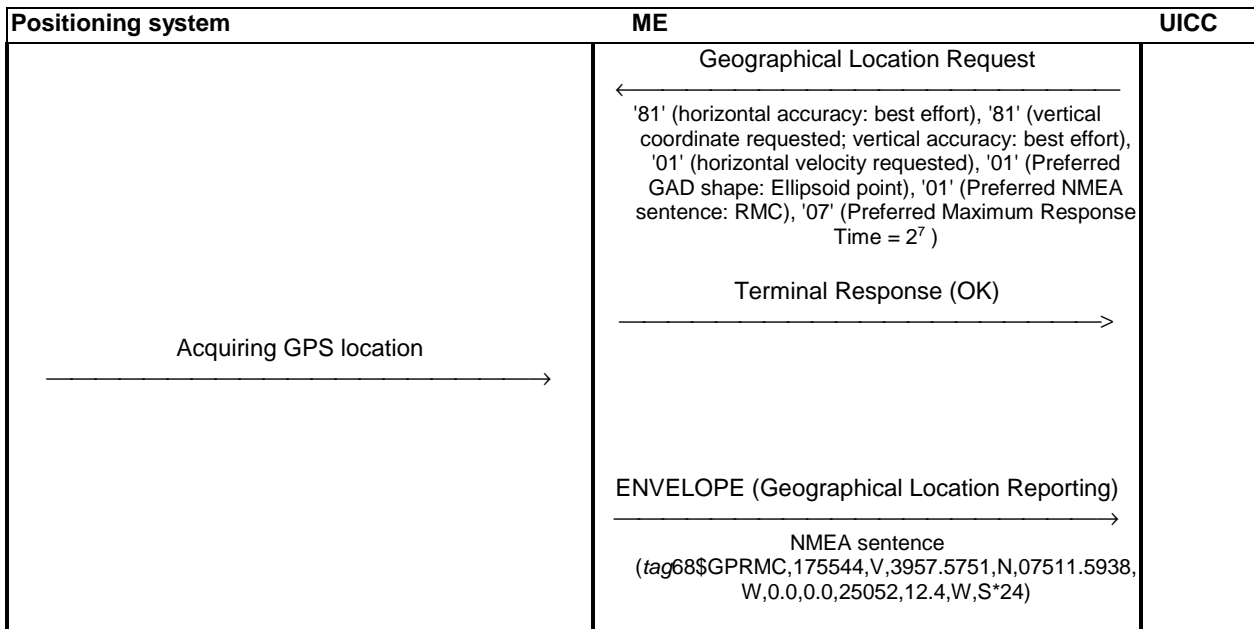 Positioning system ME UICC
Geographical Location Request
'81' (horizontal accuracy: best effort), '81' (vertical
coordinate requested; vertical accuracy: best effort),
'01' (horizontal velocity requested), '01' (Preferred
GAD shape: Ellipsoid point), '01' (Preferred NMEA
sentence: RMC), '07' (Preferred Maximum Response
Time = 2⁷ )
Terminal Response (OK)
Acquiring GPS location
ENVELOPE (Geographical Location Reporting)
NMEA sentence
(tag68$GPRMC,175544,V,3957.5751,N,07511.5938,
W,0.0,0.0,25052,12.4,W,S*24)